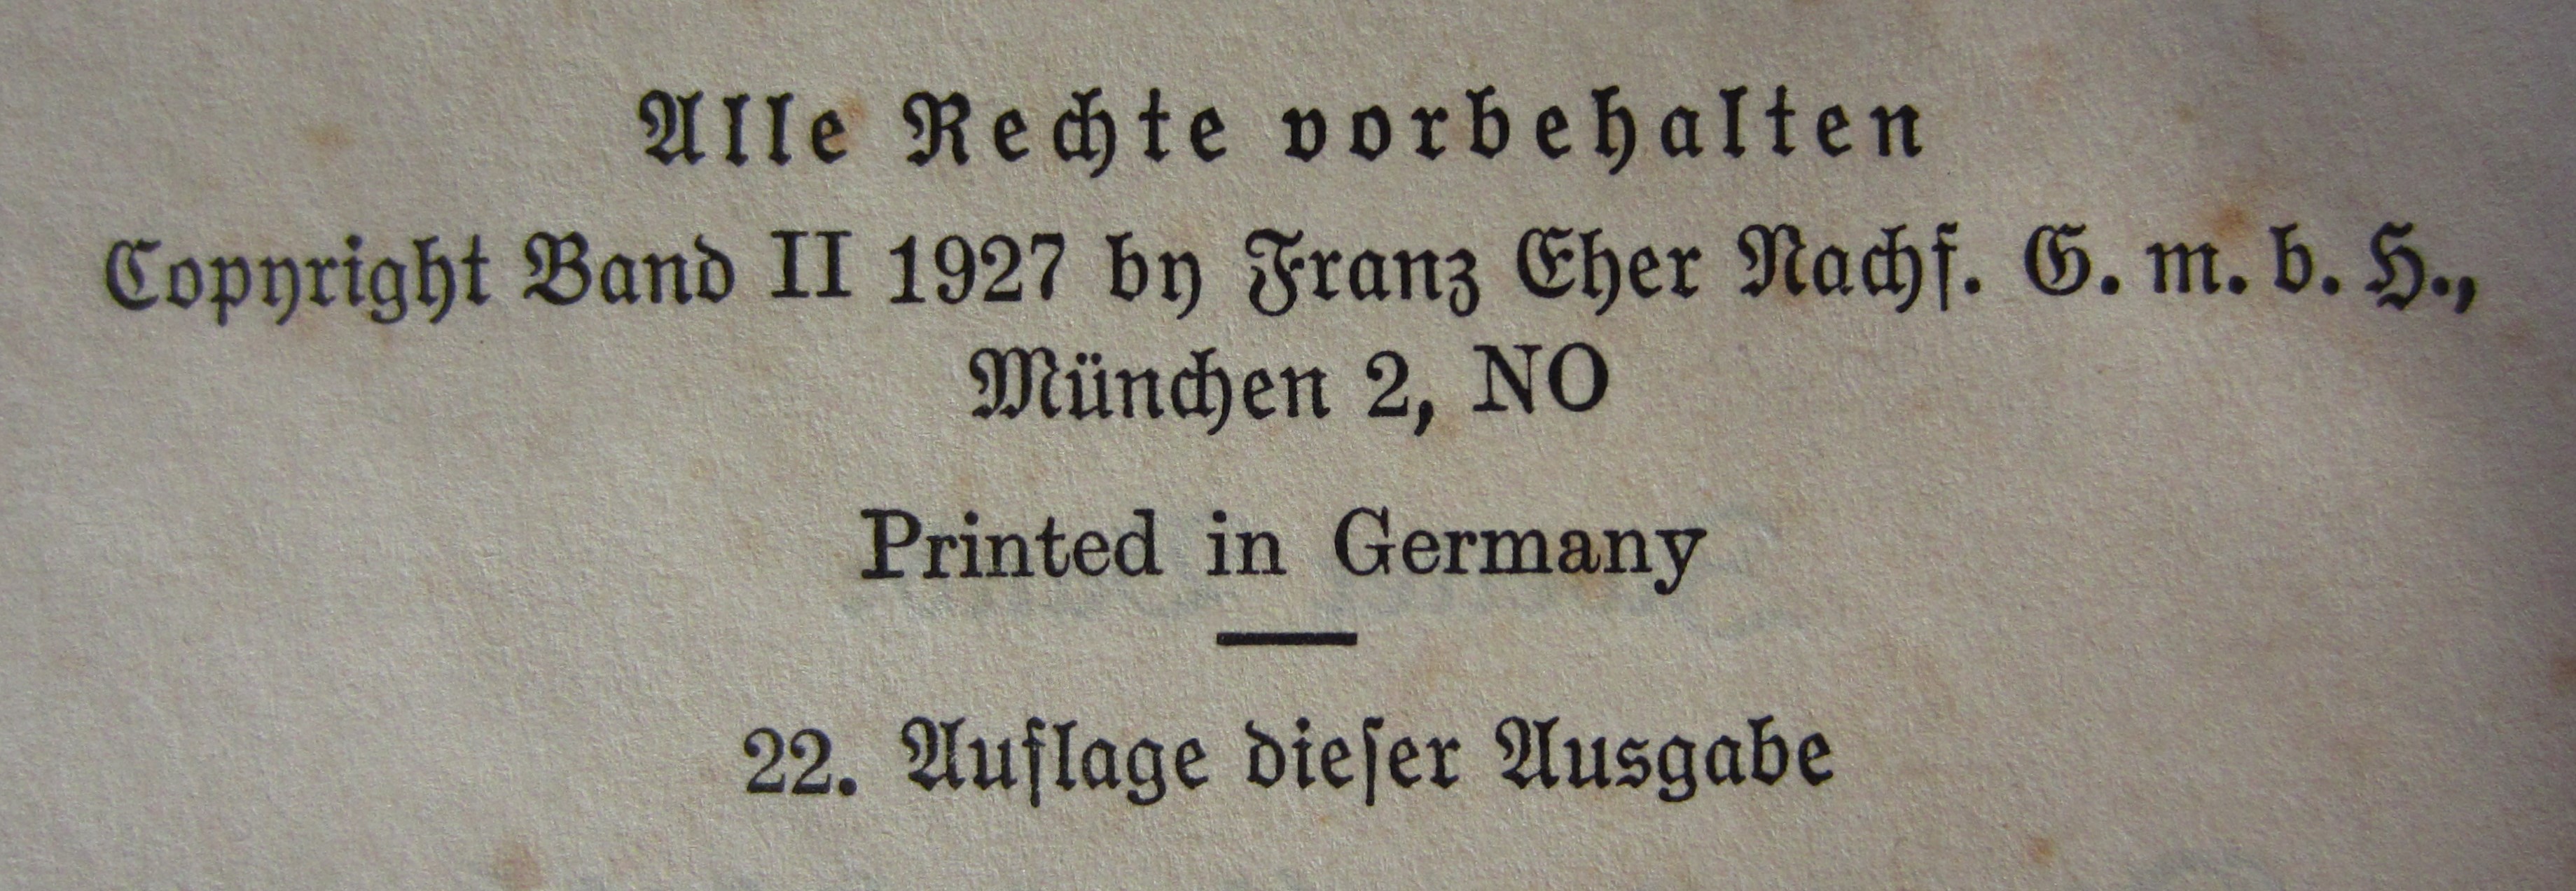 Alle Rechte vorbehalten
Copyright Band II 1927 by Franz Eher Nachf. G. m. b. H.,
München 2, NO
Printed in Germany
22. Auflage dieſer Ausgabe